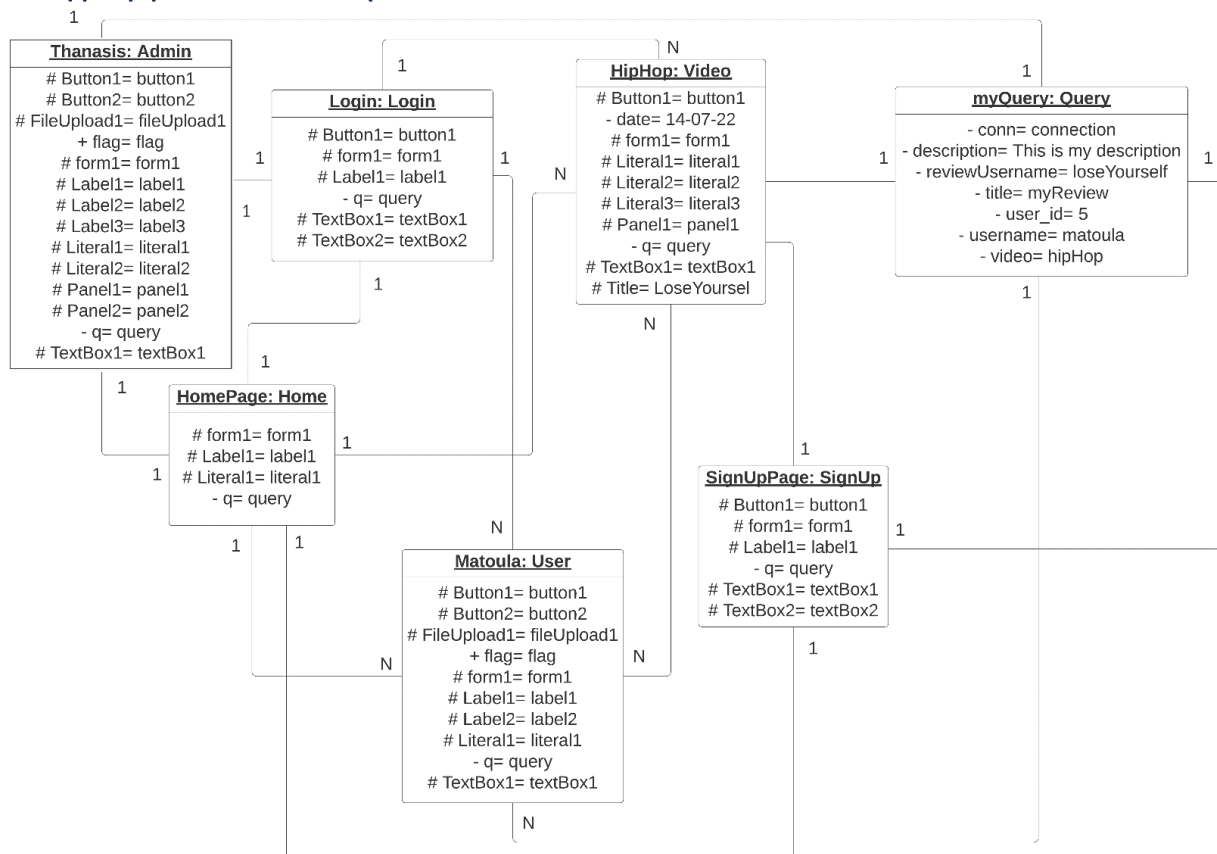 1
Thanasis: Admin
# Button1= button1
# Button2= button2
# FileUpload1= fileUpload1
+ flag= flag
# form1= form1
# Label1= label1
# Label2= label2
# Label3= label3
# Literal1= literal1
# Literal2= literal2
# Panel1= panel1
# Panel2= panel2
- q= query
# TextBox1= textBox1
1
1
1
1
Login: Login
# Button1= button1
# form1= form1
# Label1= label1
- q= query
# TextBox1= textBox1
# TextBox2= textBox2
1
1
1
N
HipHop: Video
# Button1= button1
- date= 14-07-22
# form1= form1
# Literal1= literal1
# Literal2= literal2
# Literal3= literal3
# Panel1= panel1
- q= query
# TextBox1= textBox1
# Title= LoseYoursel
N
N
1
myQuery: Query
- conn= connection
- description= This is my description
- reviewUsername= loseYourself
- title= myReview
- user_id= 5
- username= matoula
- video= hipHop
1
1
1
HomePage: Home
# form1= form1
# Label1= label1
# Literal1= literal1
- q= query
1
1
1
1
N
Matoula: User
# Button1= button1
# Button2= button2
# FileUpload1= fileUpload1
+ flag= flag
# form1= form1
# Label1= label1
# Label2= label2
# Literal1= literal1
- q= query
# TextBox1= textBox1
N
N
N
1
SignUpPage: SignUp
# Button1= button1
# form1= form1
# Label1= label1
- q= query
# TextBox1= textBox1
# TextBox2= textBox2
1
1